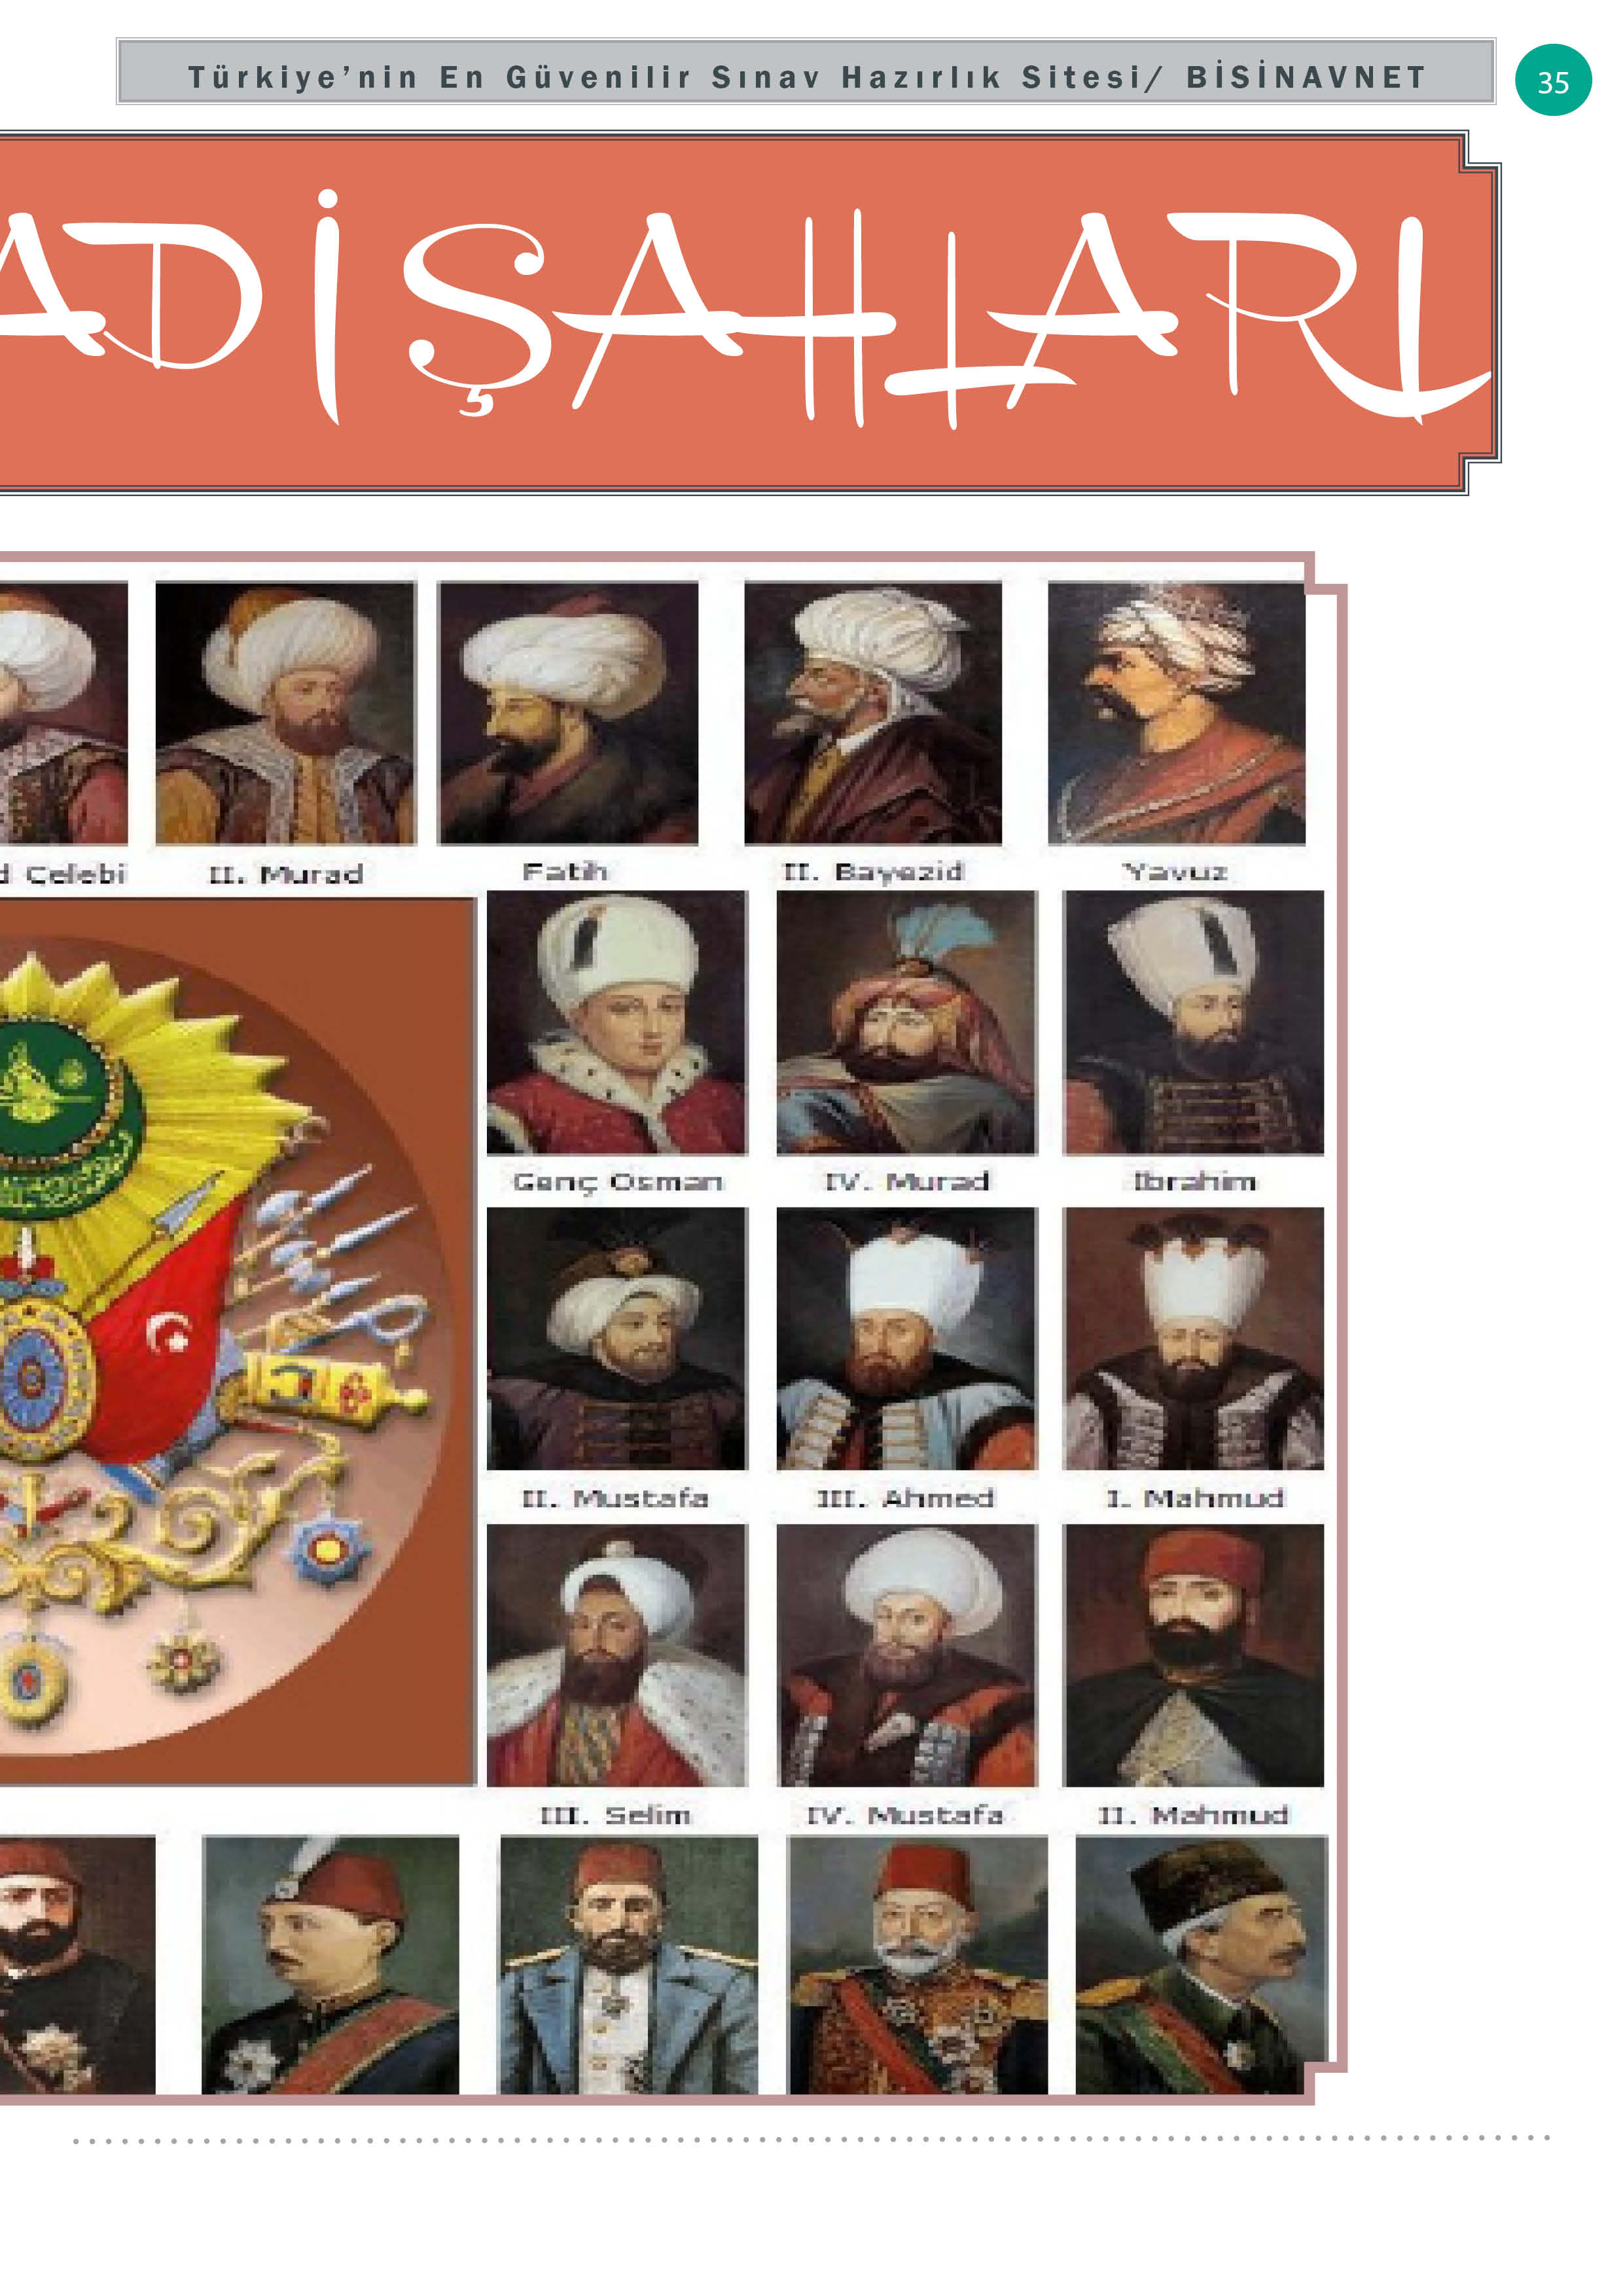 Türkiye'nin En Güvenilir Sınav Hazırlık Sitesi/ BİSİNAVNET
35
ADİŞAHLARI
d Çelebi II. Murad Fatih II. Bayezid Yavuz
Genç Osman IV. Murad Ibrahim
II. Mustafa III. Ahmed I. Mahmud
III. Selim IV. Mustafa II. Mahmud